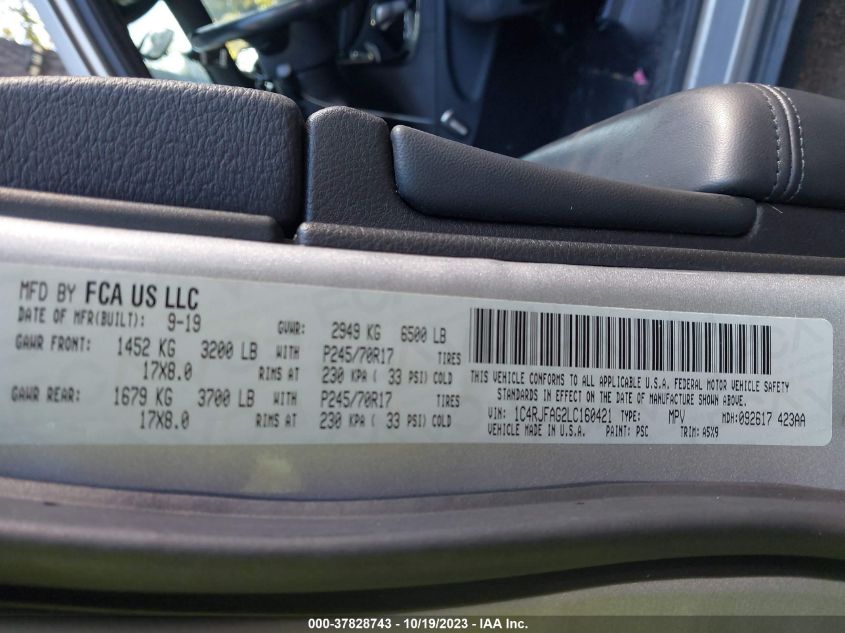 MFD BY FCA US LLC
DATE OF MFR(BUILT): 9-19 GVWR: 2949 KG 6500 LB
GAWR FRONT: 1452 KG 3200 LB WITH P245/70R17 TIRES
17X8.0 RIMS AT 230 KPA ( 33 PSI) COLD
GAWR REAR: 1679 KG 3700 LB WITH P245/70R17 TIRES
17X8.0 RIMS AT 230 KPA ( 33 PSI) COLD
THIS VEHICLE CONFORMS TO ALL APPLICABLE U.S.A. FEDERAL MOTOR VEHICLE SAFETY
STANDARDS IN EFFECT ON THE DATE OF MANUFACTURE SHOWN ABOVE.
VIN: 1C4RJFAG2LC160421 TYPE: MPV MDH:092617 423AA
VEHICLE MADE IN U.S.A. PAINT: PSC TRIM: A5X9
000-37828743 - 10/19/2023 - IAA Inc.